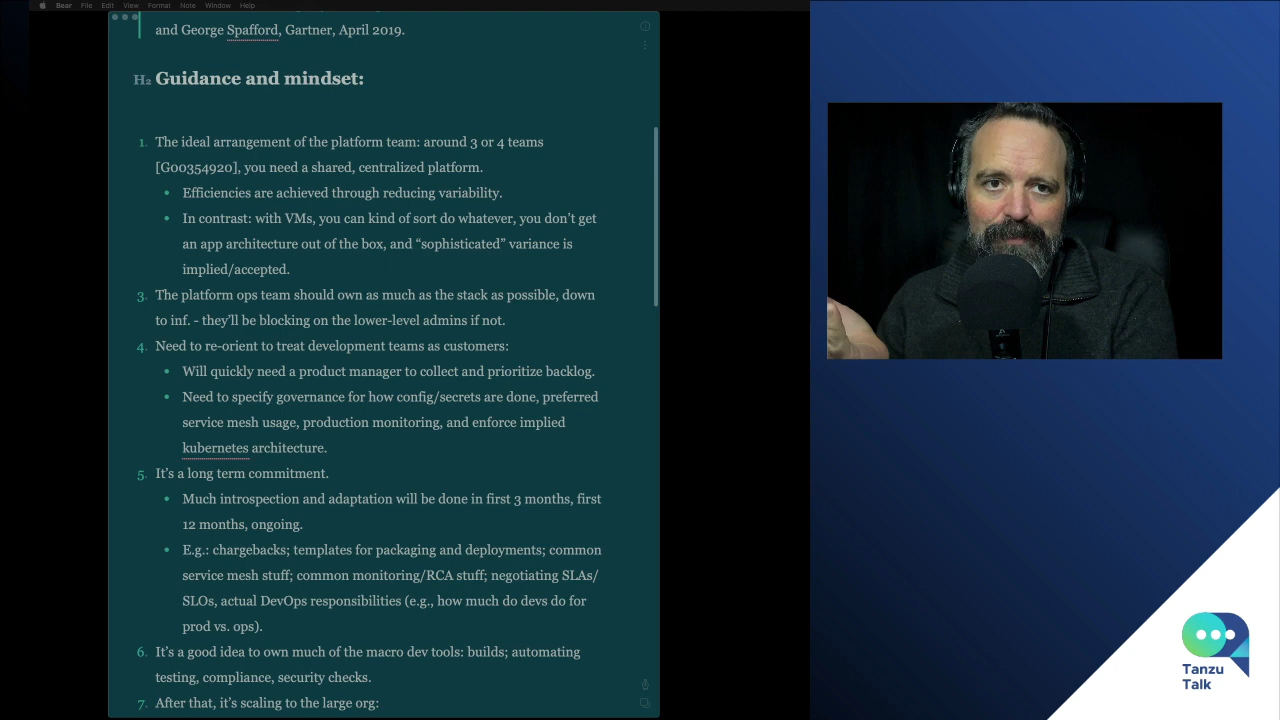 Bear File Edit View Format Note Window Help
and George Spafford, Gartner, April 2019.
H2 Guidance and mindset:
1. The ideal arrangement of the platform team: around 3 or 4 teams
[G00354920], you need a shared, centralized platform.
• Efficiencies are achieved through reducing variability.
• In contrast: with VMs, you can kind of sort do whatever, you don't get
an app architecture out of the box, and “sophisticated” variance is
implied/accepted.
3. The platform ops team should own as much as the stack as possible, down
to inf. - they'll be blocking on the lower-level admins if not.
4. Need to re-orient to treat development teams as customers:
• Will quickly need a product manager to collect and prioritize backlog.
• Need to specify governance for how config/secrets are done, preferred
service mesh usage, production monitoring, and enforce implied
kubernetes architecture.
5. It's a long term commitment.
• Much introspection and adaptation will be done in first 3 months, first
12 months, ongoing.
• E.g.: chargebacks; templates for packaging and deployments; common
service mesh stuff; common monitoring/RCA stuff; negotiating SLAs/
SLOs, actual DevOps responsibilities (e.g., how much do devs do for
prod vs. ops).
6. It's a good idea to own much of the macro dev tools: builds; automating
testing, compliance, security checks.
7. After that, it's scaling to the large org:
Tanzu
Talk